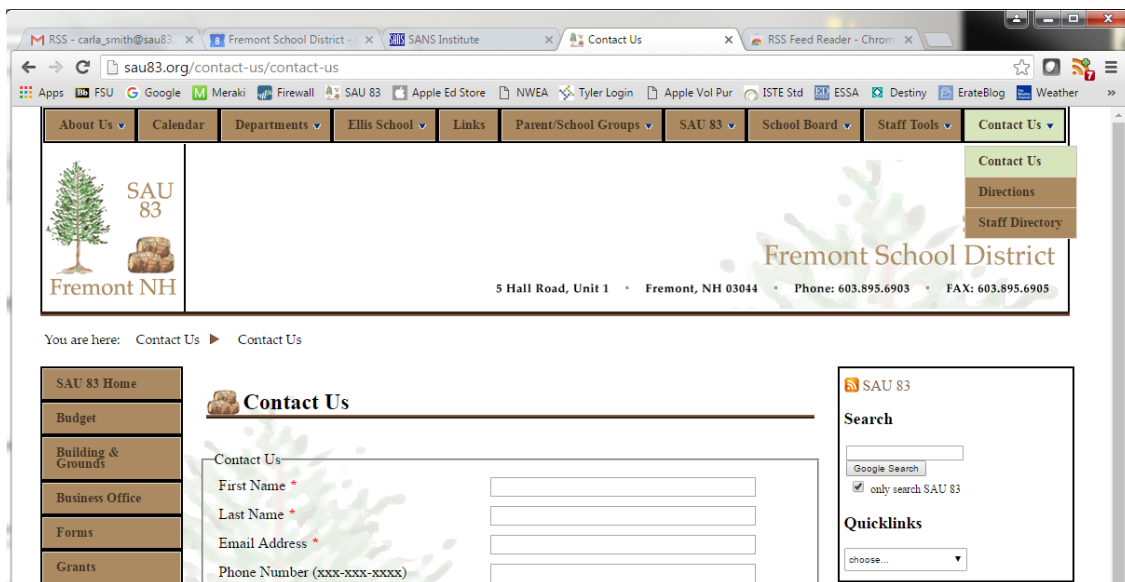 RSS - carla_smith@sau83
Fremont School District -
SANS Institute
Contact Us
RSS Feed Reader - Chrom
sau83.org/contact-us/contact-us
7
Apps FSU Google Meraki Firewall SAU 83 Apple Ed Store NWEA Tyler Login Apple Vol Pur ISTE Std ESSA Destiny ErateBlog Weather »
About Us Calendar Departments Ellis School Links Parent/School Groups SAU 83 School Board Staff Tools Contact Us
Contact Us
Directions
Staff Directory
SAU
83
Fremont NH
Fremont School District
5 Hall Road, Unit 1 • Fremont, NH 03044 • Phone: 603.895.6903 • FAX: 603.895.6905
You are here: Contact Us Contact Us
SAU 83 Home
Budget
Building &
Grounds
Business Office
Forms
Grants
Contact Us
Contact Us
First Name *
Last Name *
Email Address *
Phone Number (xxx-xxx-xxxx)
SAU 83
Search
Google Search
only search SAU 83
Quicklinks
choose...